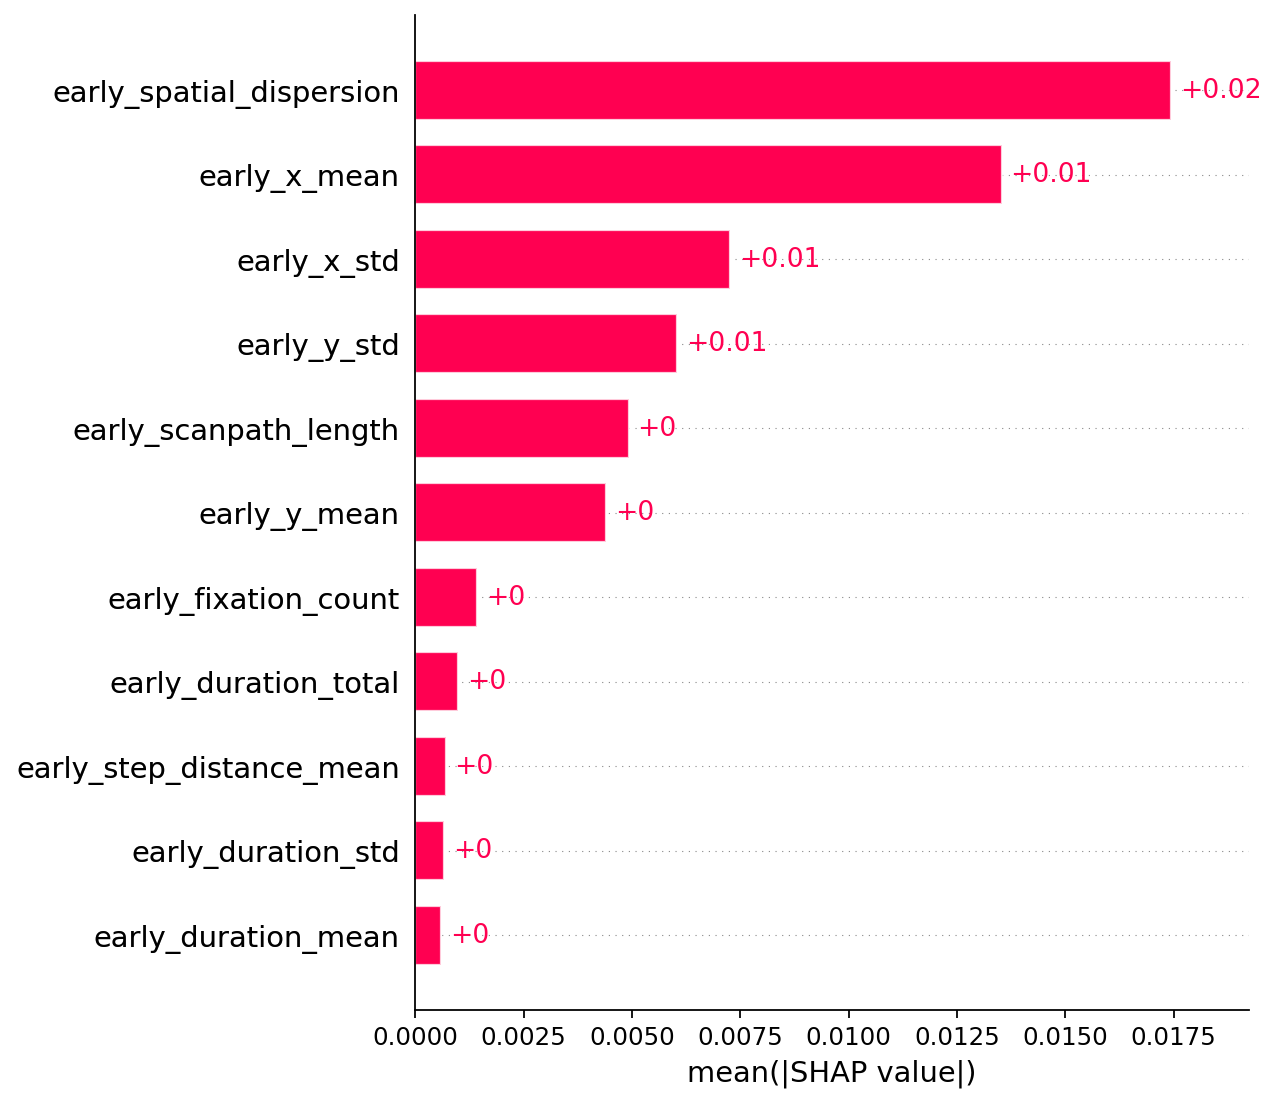 early_spatial_dispersion +0.02
early_x_mean +0.01
early_x_std +0.01
early_y_std +0.01
early_scanpath_length +0
early_y_mean +0
early_fixation_count +0
early_duration_total +0
early_step_distance_mean +0
early_duration_std +0
early_duration_mean +0
0.0000 0.0025 0.0050 0.0075 0.0100 0.0125 0.0150 0.0175
mean(|SHAP value|)